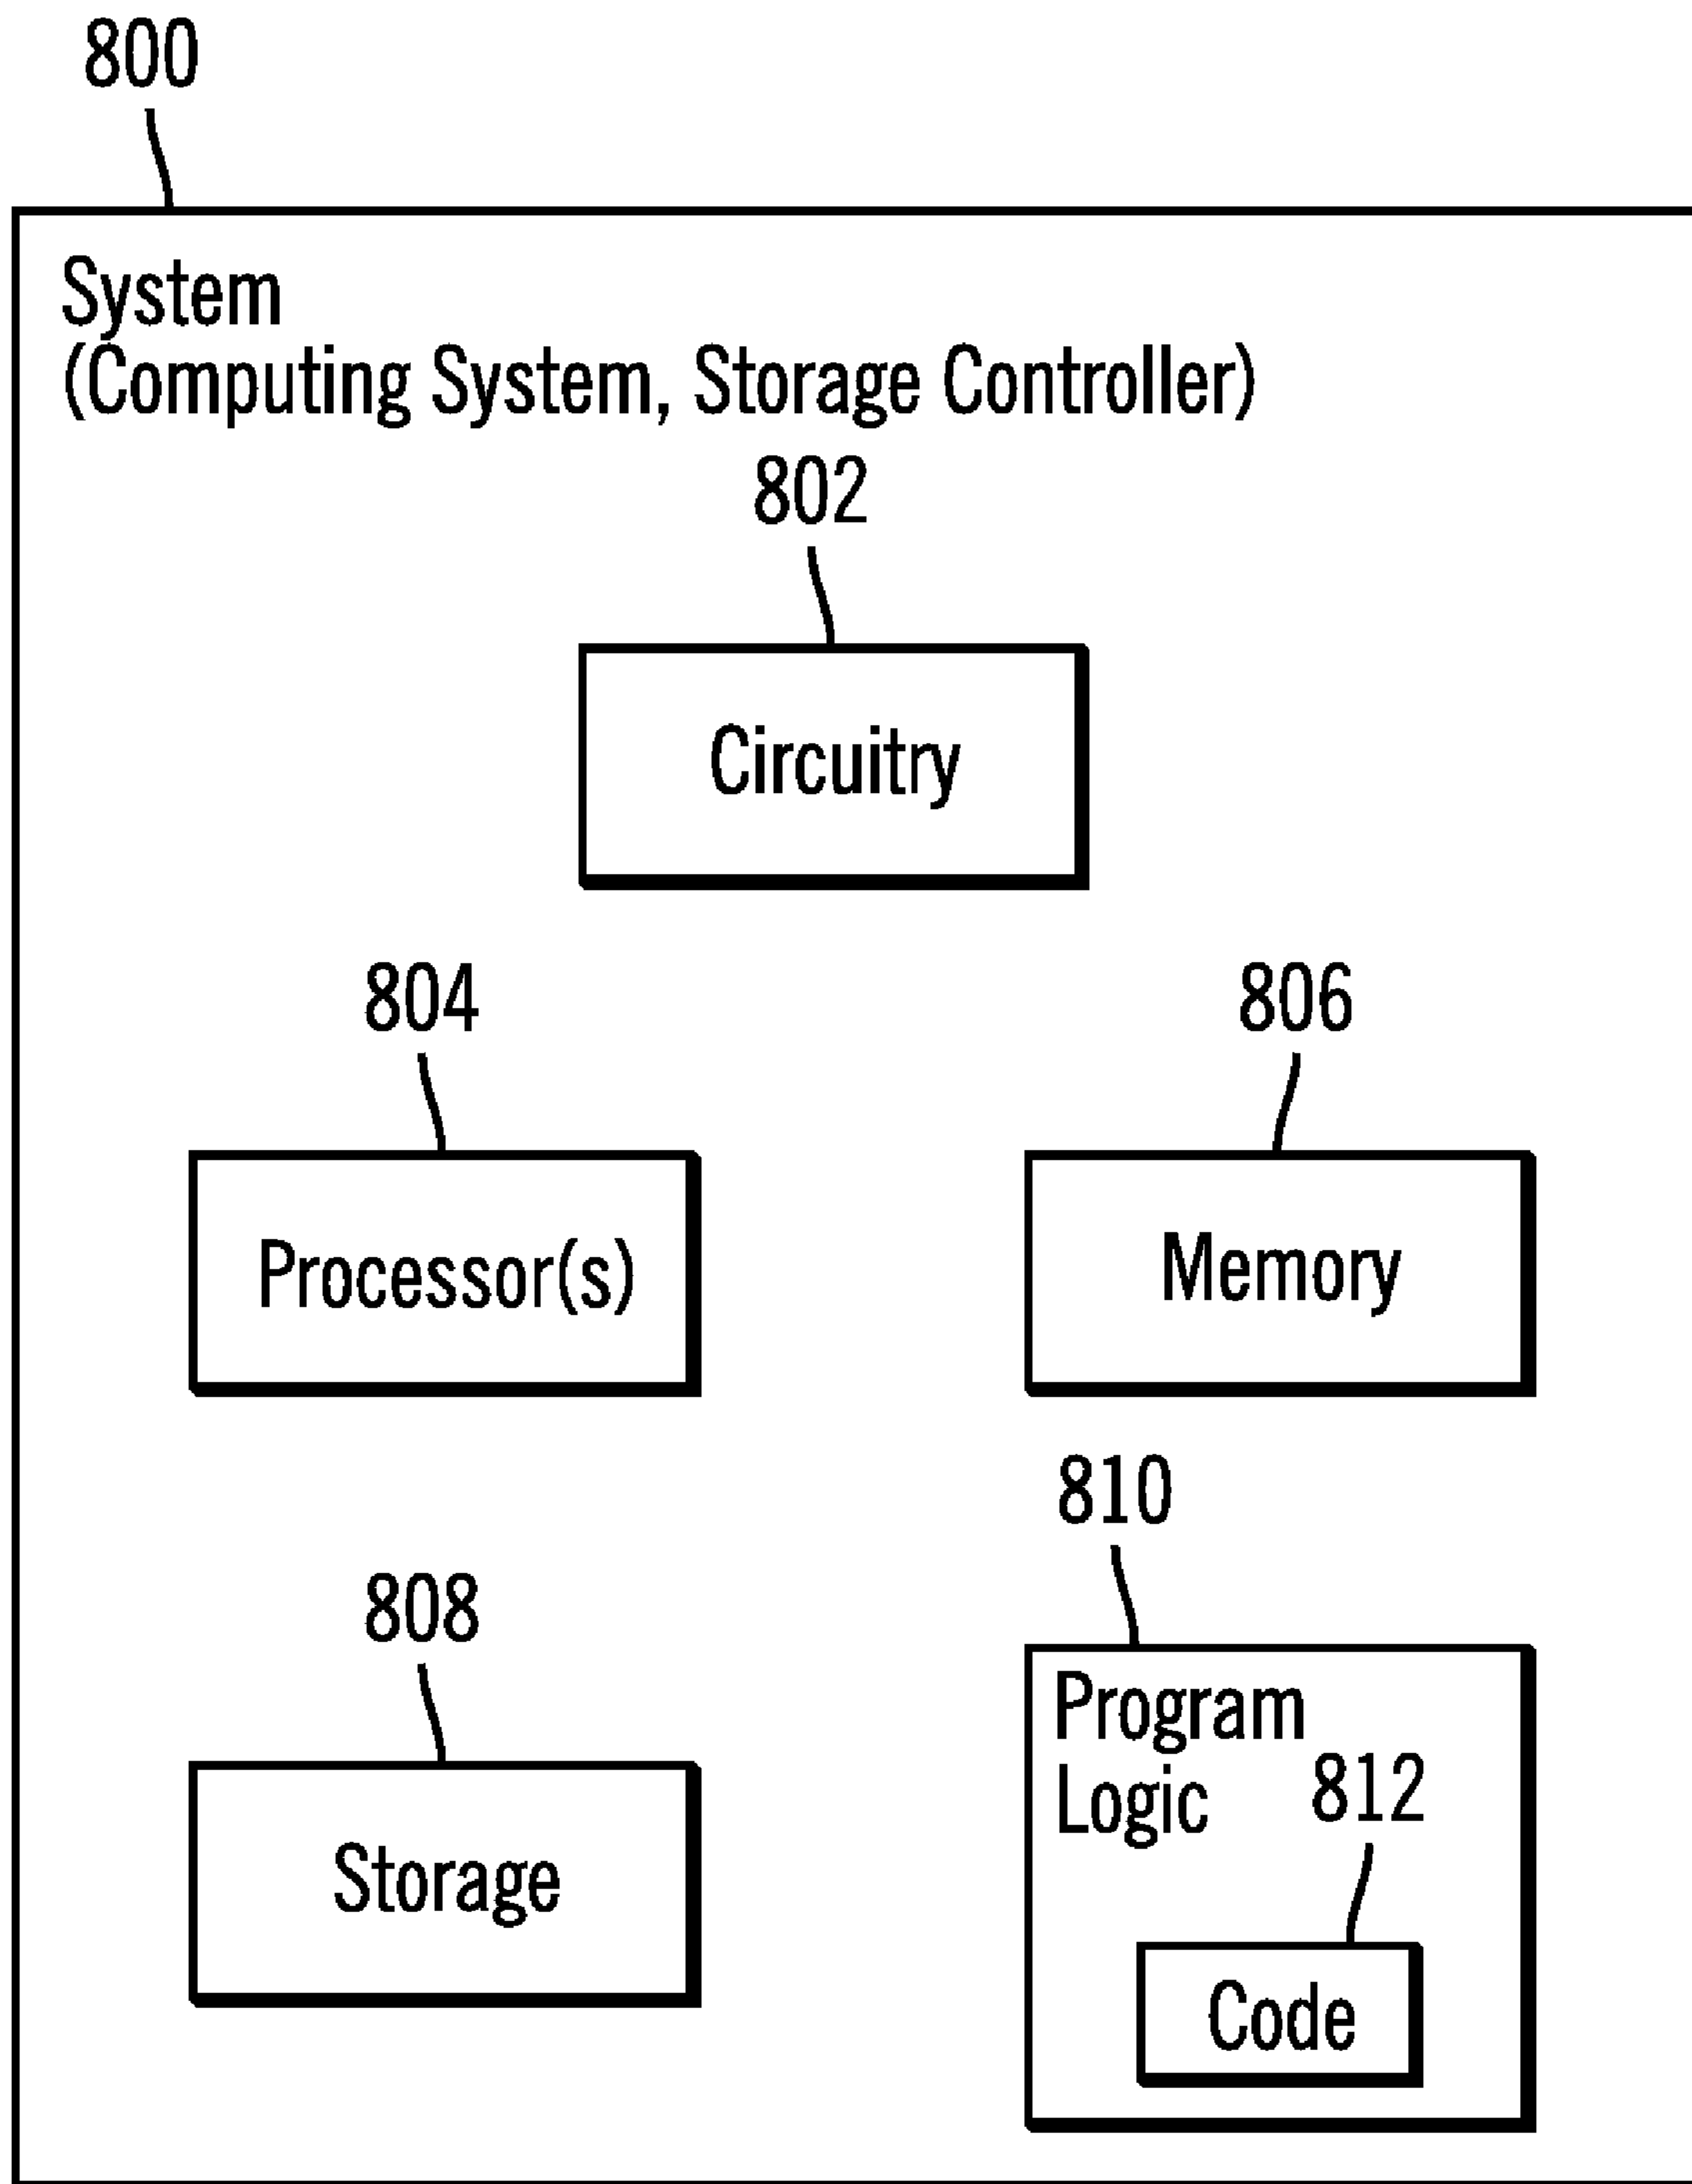 800
System
(Computing System, Storage Controller)
802
Circuitry
804
806
Processor(s)
Memory
810
808
Program
Logic
812
Storage
Code